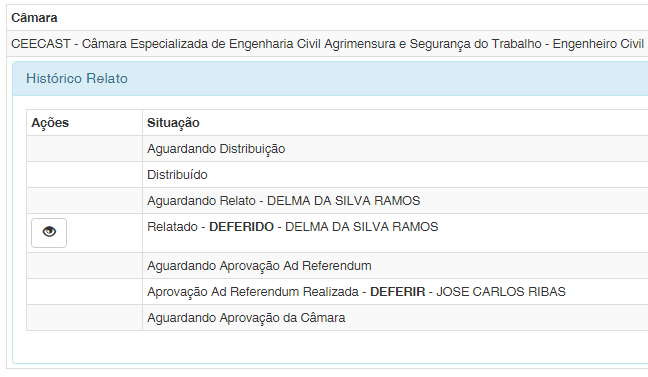 Câmara
CEECAST - Câmara Especializada de Engenharia Civil Agrimensura e Segurança do Trabalho - Engenheiro Civil
Histórico Relato
Ações Situação
Aguardando Distribuição
Distribuído
Aguardando Relato - DELMA DA SILVA RAMOS
Relatado - DEFERIDO - DELMA DA SILVA RAMOS
Aguardando Aprovação Ad Referendum
Aprovação Ad Referendum Realizada - DEFERIR - JOSE CARLOS RIBAS
Aguardando Aprovação da Câmara